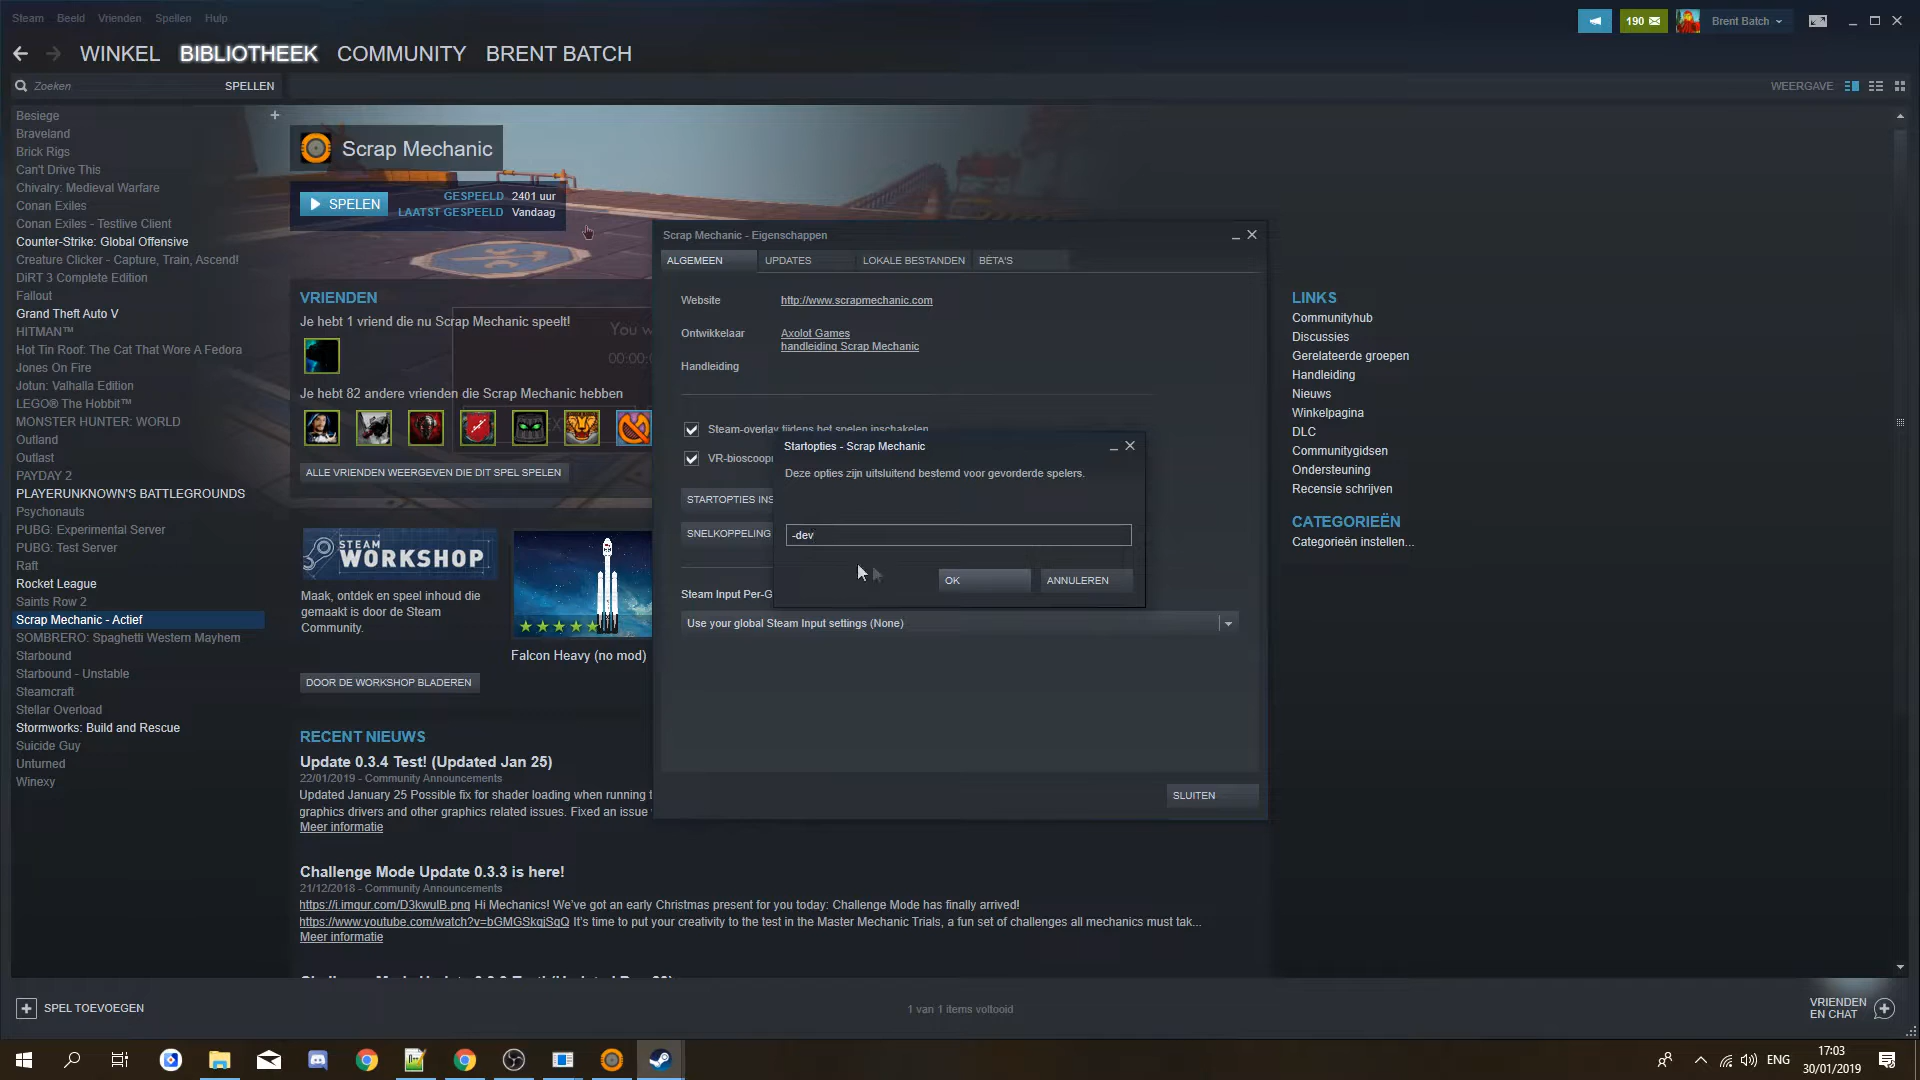 Steam Beeld Vrienden Spellen Hulp
190
Brent Batch
WINKEL BIBLIOTHEEK COMMUNITY BRENT BATCH
Zoeken
SPELLEN
WEERGAVE
Besiege
Braveland
Brick Rigs
Can't Drive This
Chivalry: Medieval Warfare
Conan Exiles
Conan Exiles - Testlive Client
Counter-Strike: Global Offensive
Creature Clicker - Capture, Train, Ascend!
DiRT 3 Complete Edition
Fallout
Grand Theft Auto V
HITMAN™
Hot Tin Roof: The Cat That Wore A Fedora
Jones On Fire
Jotun: Valhalla Edition
LEGO® The Hobbit™
MONSTER HUNTER: WORLD
Outland
Outlast
PAYDAY 2
PLAYERUNKNOWN'S BATTLEGROUNDS
Psychonauts
PUBG: Experimental Server
PUBG: Test Server
Raft
Rocket League
Saints Row 2
Scrap Mechanic - Actief
SOMBRERO: Spaghetti Western Mayhem
Starbound
Starbound - Unstable
Steamcraft
Stellar Overload
Stormworks: Build and Rescue
Suicide Guy
Unturned
Winexy
Scrap Mechanic
SPELEN
GESPEELD 2401 uur
LAATST GESPEELD Vandaag
VRIENDEN
Je hebt 1 vriend die nu Scrap Mechanic speelt!
You
00:00:
Je hebt 82 andere vrienden die Scrap Mechanic hebben
ALLE VRIENDEN WEERGEVEN DIE DIT SPEL SPELEN
STEAM
WORKSHOP
Maak, ontdek en speel inhoud die
gemaakt is door de Steam
Community.
DOOR DE WORKSHOP BLADEREN
Falcon Heavy (no mod)
RECENT NIEUWS
Update 0.3.4 Test! (Updated Jan 25)
22/01/2019 - Community Announcements
Updated January 25 Possible fix for shader loading when running
graphics drivers and other graphics related issues. Fixed an issue
Meer informatie
Challenge Mode Update 0.3.3 is here!
21/12/2018 - Community Announcements
https://i.imgur.com/D3kwuIB.png Hi Mechanics! We've got an early Christmas present for you today: Challenge Mode has finally arrived!
https://www.youtube.com/watch?v=bGMGSkqjSqQ It's time to put your creativity to the test in the Master Mechanic Trials, a fun set of challenges all mechanics must tak...
Meer informatie
Scrap Mechanic - Eigenschappen
ALGEMEEN UPDATES LOKALE BESTANDEN BÈTA'S
Website http://www.scrapmechanic.com
Ontwikkelaar Axolot Games
handleiding Scrap Mechanic
Handleiding
Steam-overlay tijdens het spelen inschakelen
VR-bioscoop
STARTOPTIES INS
SNELKOPPELING
Steam Input Per-G
Use your global Steam Input settings (None)
SLUITEN
Startopties - Scrap Mechanic
Deze opties zijn uitsluitend bestemd voor gevorderde spelers.
-dev
OK ANNULEREN
LINKS
Communityhub
Discussies
Gerelateerde groepen
Handleiding
Nieuws
Winkelpagina
DLC
Communitygidsen
Ondersteuning
Recensie schrijven
CATEGORIEËN
Categorieën instellen...
SPEL TOEVOEGEN
1 van 1 items voltooid
VRIENDEN
EN CHAT
ENG
17:03
30/01/2019